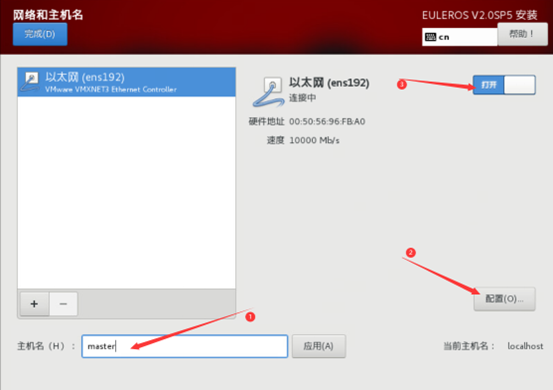 网络和主机名
EULEROS V2.0SP5 安装
完成(D)
cn
帮助！
以太网 (ens192)
VMware VMXNET3 Ethernet Controller
以太网 (ens192)
连接中
3
打开
硬件地址 00:50:56:96:FB:A0
速度 10000 Mb/s
2
配置(O)...
+
−
1
主机名（H）：
master
应用(A)
当前主机名：
localhost